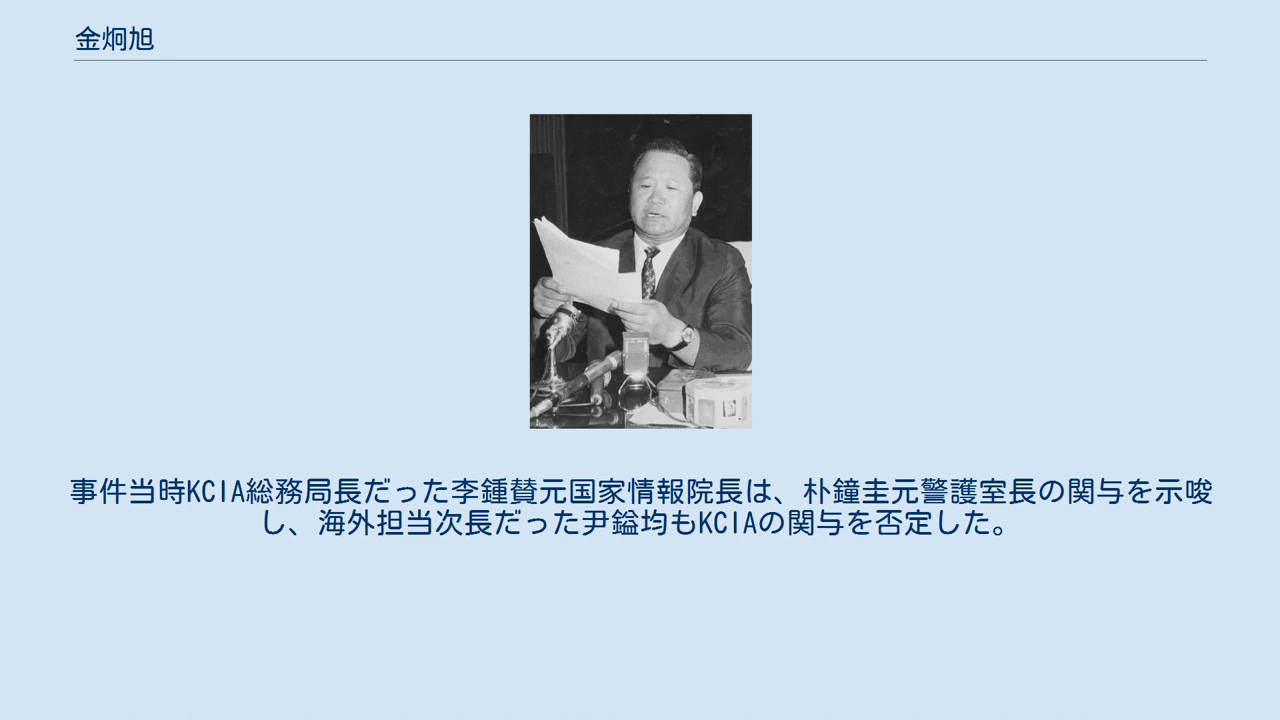 金炯旭
事件当時KCIA総務局長だった李鍾賛元国家情報院長は、朴鐘圭元警護室長の関与を示唆
し、海外担当次長だった尹鎰均もKCIAの関与を否定した。